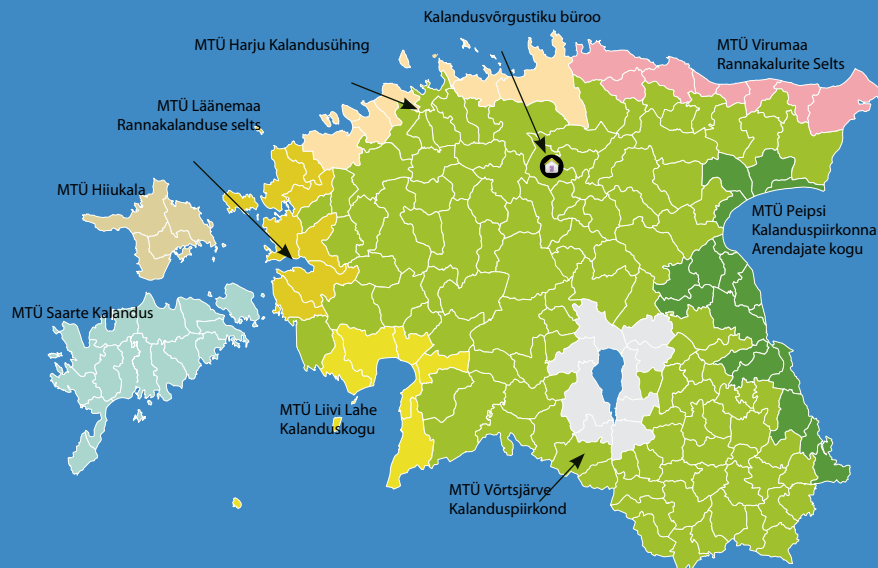 Kalandusvõrgustiku büroo
MTÜ Harju Kalandusühing
MTÜ Virumaa
Rannakalurite Selts
MTÜ Läänemaa
Rannakalanduse selts
MTÜ Hiiukala
MTÜ Peipsi
Kalanduspiirkonna
Arendajate kogu
MTÜ Saarte Kalandus
MTÜ Liivi Lahe
Kalanduskogu
MTÜ Võrtsjärve
Kalanduspiirkond